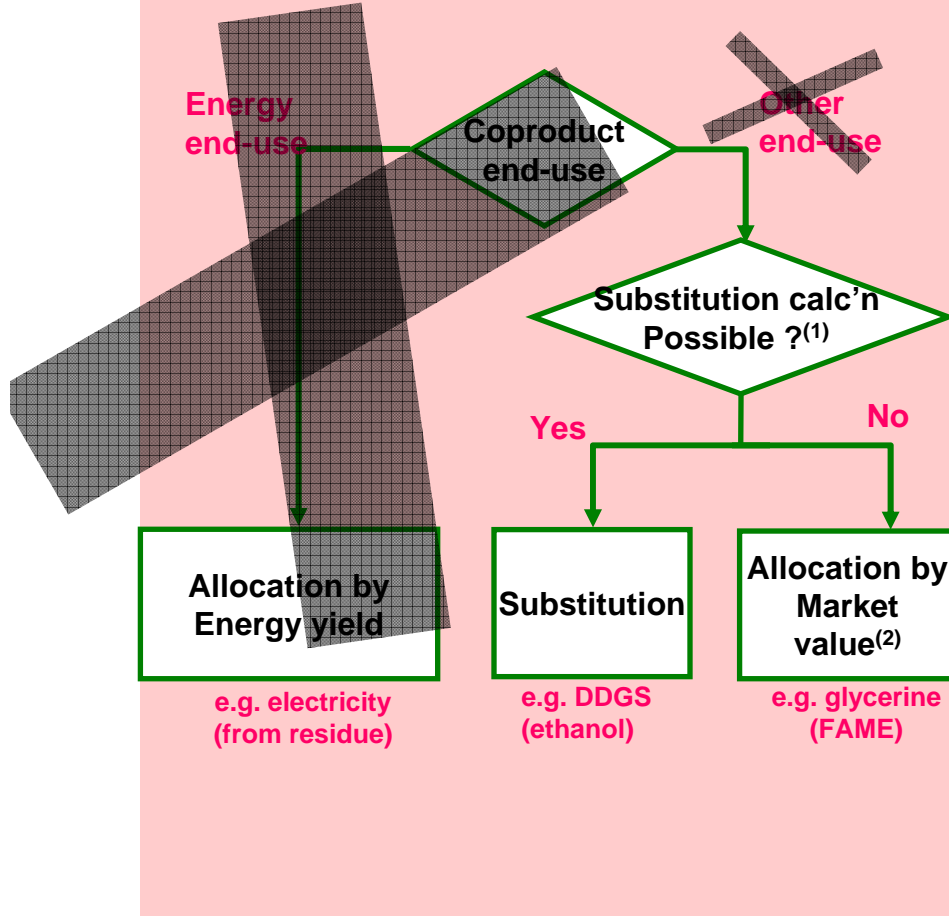 Energy
end-use
Coproduct
end-use
Other
end-use
Substitution calc’n
Possible ?(1)
Yes
No
Allocation by
Energy yield
Substitution
Allocation by
Market
value(2)
e.g. electricity
(from residue)
e.g. DDGS
(ethanol)
e.g. glycerine
(FAME)